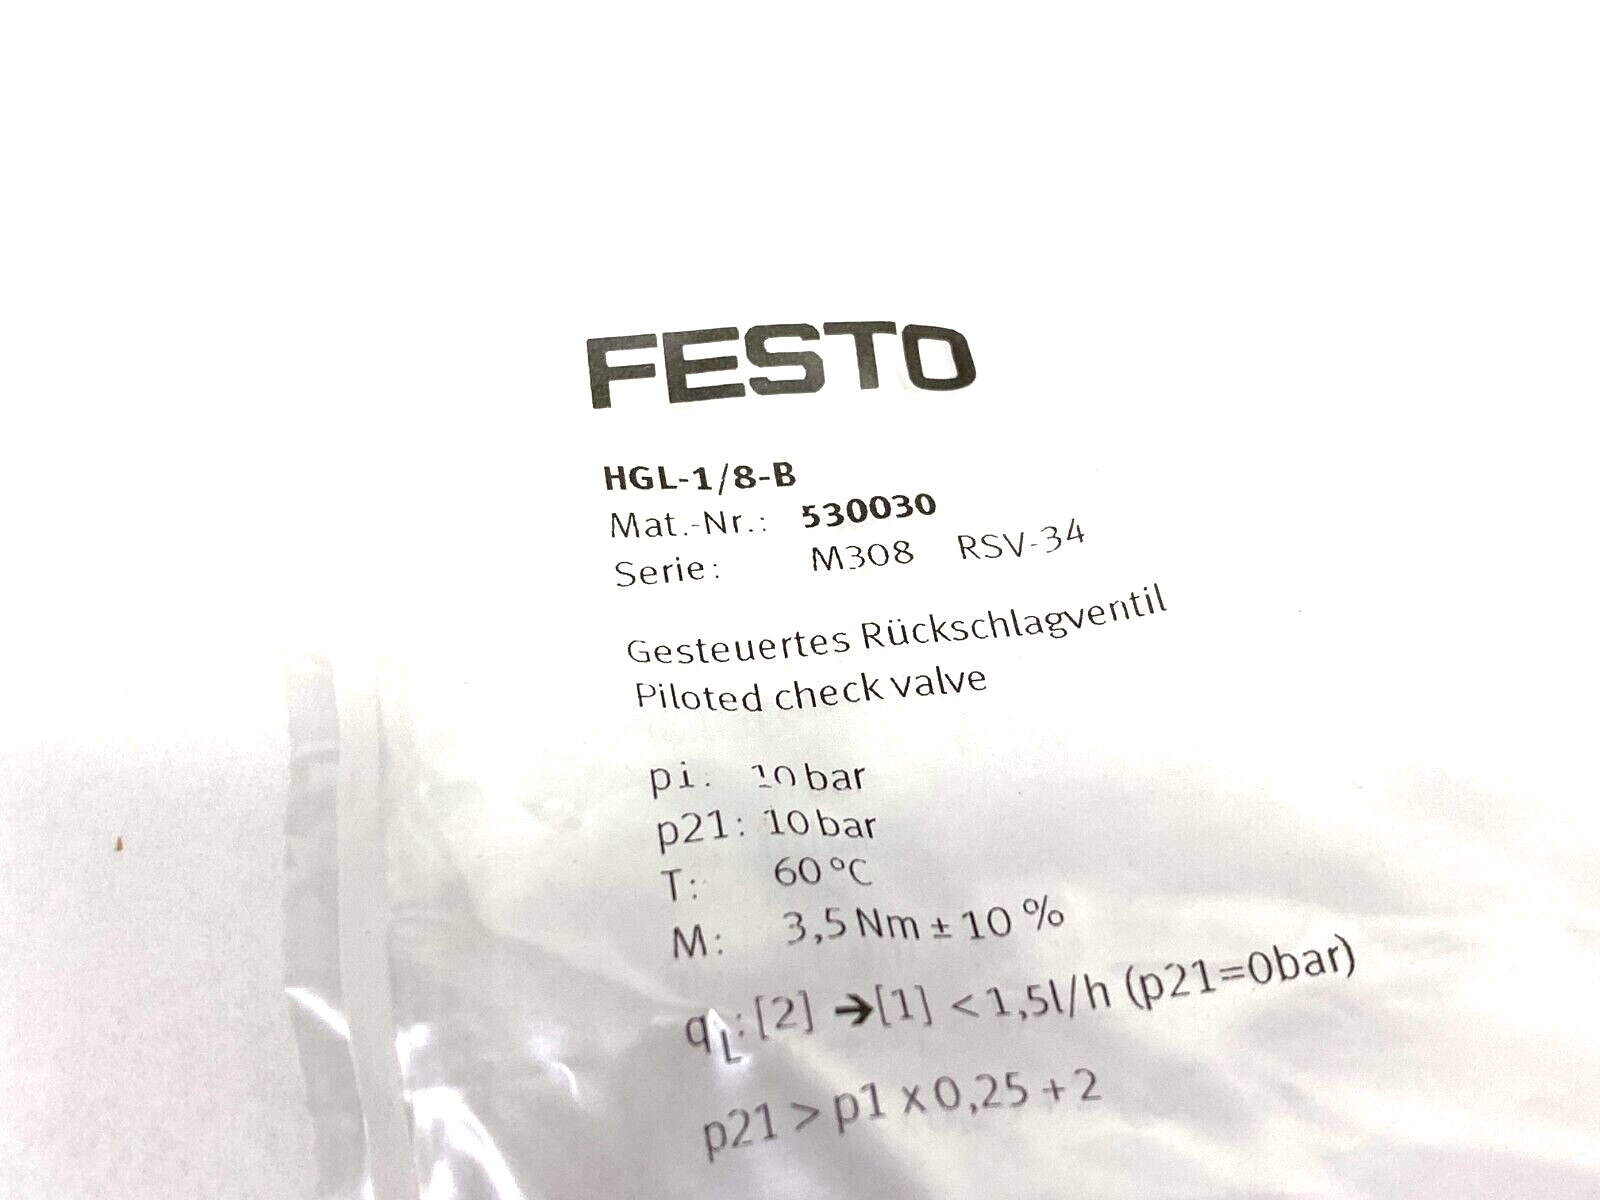 FESTO
HGL-1/8-B
Mat.-Nr.: 530030
Serie: M308 RSV-34
Gesteuertes Rückschlagventil
Piloted check valve
pi: 10 bar
p21: 10 bar
T: 60 °C
M: 3,5 Nm ± 10 %
qL: [2] ➔ [1] < 1,5l/h (p21=0bar)
p21 > p1 x 0,25 + 2